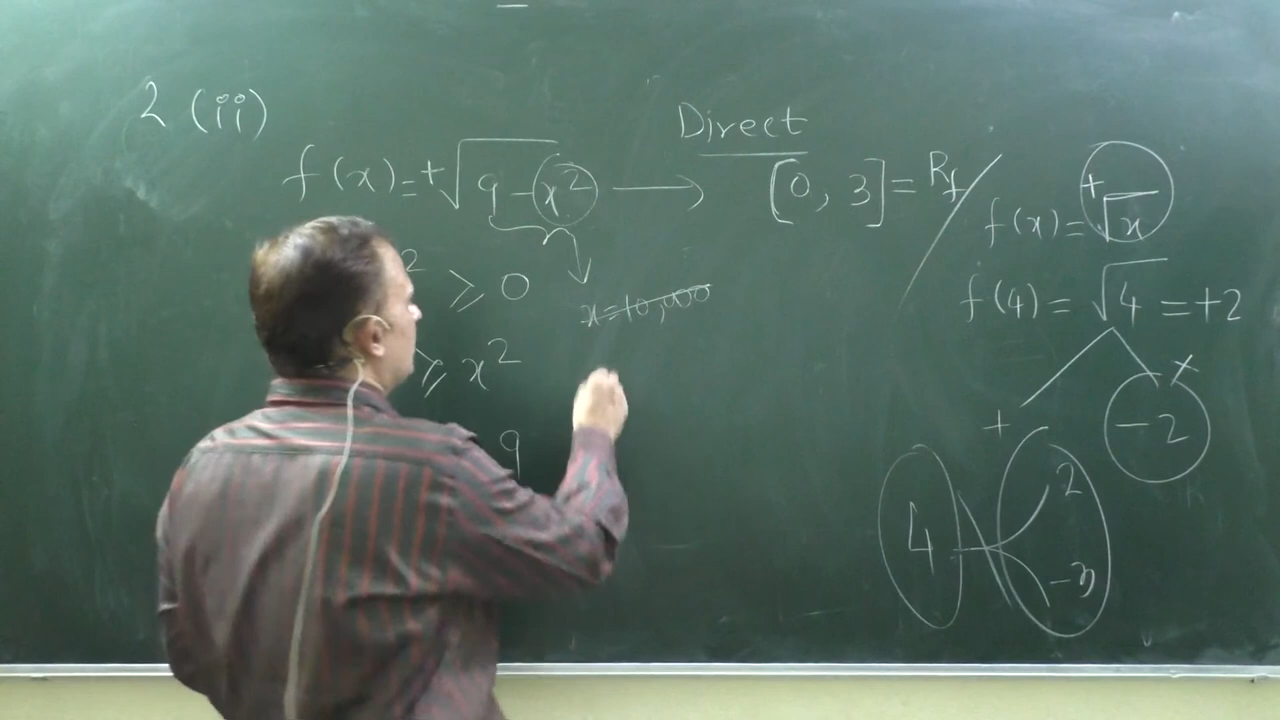 2 (ii)
Direct
f(x)=+√9-x² → [0, 3]=Rf
² ≥ 0
x=10,000
≥ x²
9
f(x)=+√x
f(4)=√4=+2
+ x
-2
4
2
-3